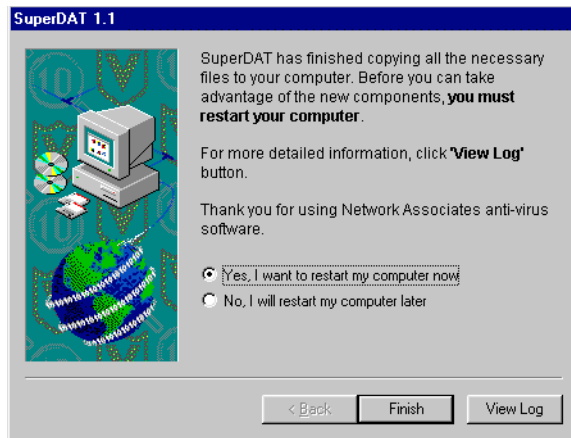 SuperDAT 1.1
SuperDAT has finished copying all the necessary
files to your computer. Before you can take
advantage of the new components, you must
restart your computer.
For more detailed information, click 'View Log'
button.
Thank you for using Network Associates anti-virus
software.
Yes, I want to restart my computer now
No, I will restart my computer later
< Back
Finish
View Log